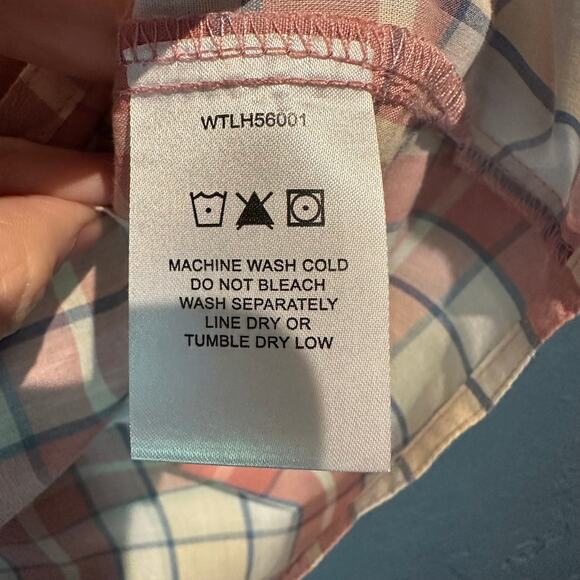 WTLH56001
MACHINE WASH COLD
DO NOT BLEACH
WASH SEPARATELY
LINE DRY OR
TUMBLE DRY LOW